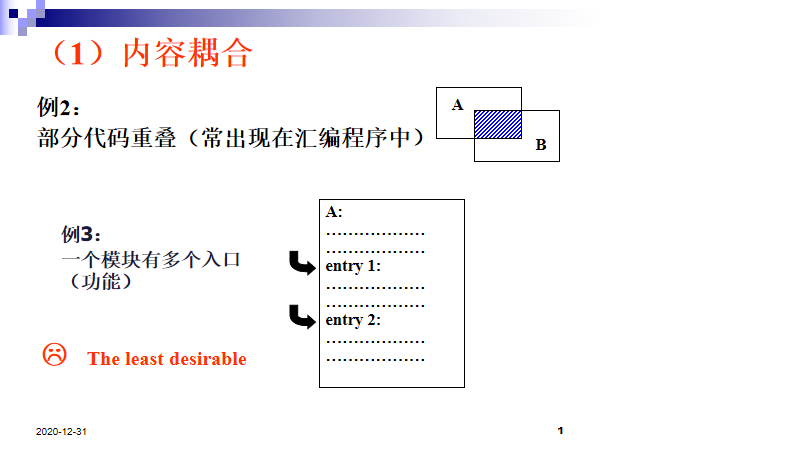 （1）内容耦合
例2：
部分代码重叠（常出现在汇编程序中）
A
B
例3：
一个模块有多个入口
（功能）
A:
………………
………………
entry 1:
………………
………………
entry 2:
………………
………………
☹ The least desirable
2020-12-31
1